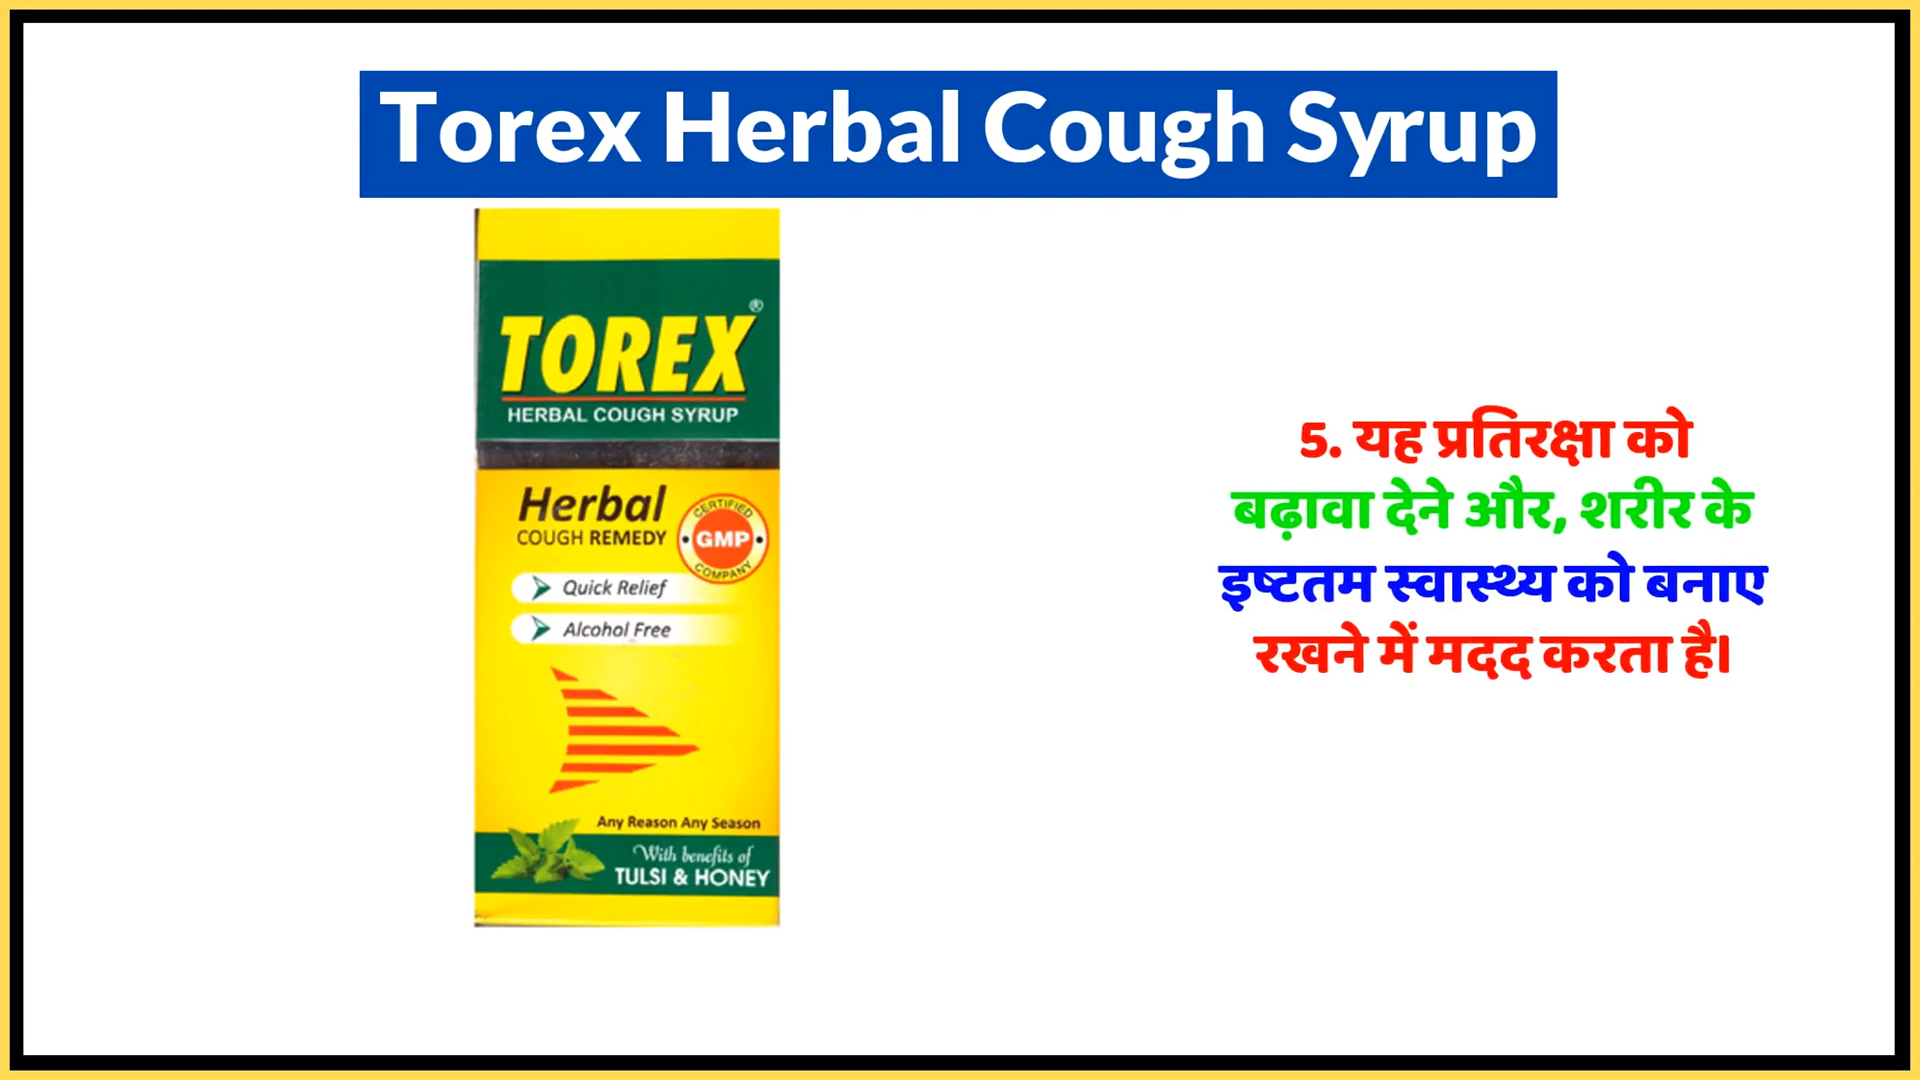 Torex Herbal Cough Syrup
TOREX®
HERBAL COUGH SYRUP
Herbal
COUGH REMEDY
CERTIFIED
GMP
COMPANY
Quick Relief
Alcohol Free
Any Reason Any Season
With benefits of
TULSI & HONEY
5. यह प्रतिरक्षा को
बढ़ावा देने और, शरीर के
इष्टतम स्वास्थ्य को बनाए
रखने में मदद करता है।